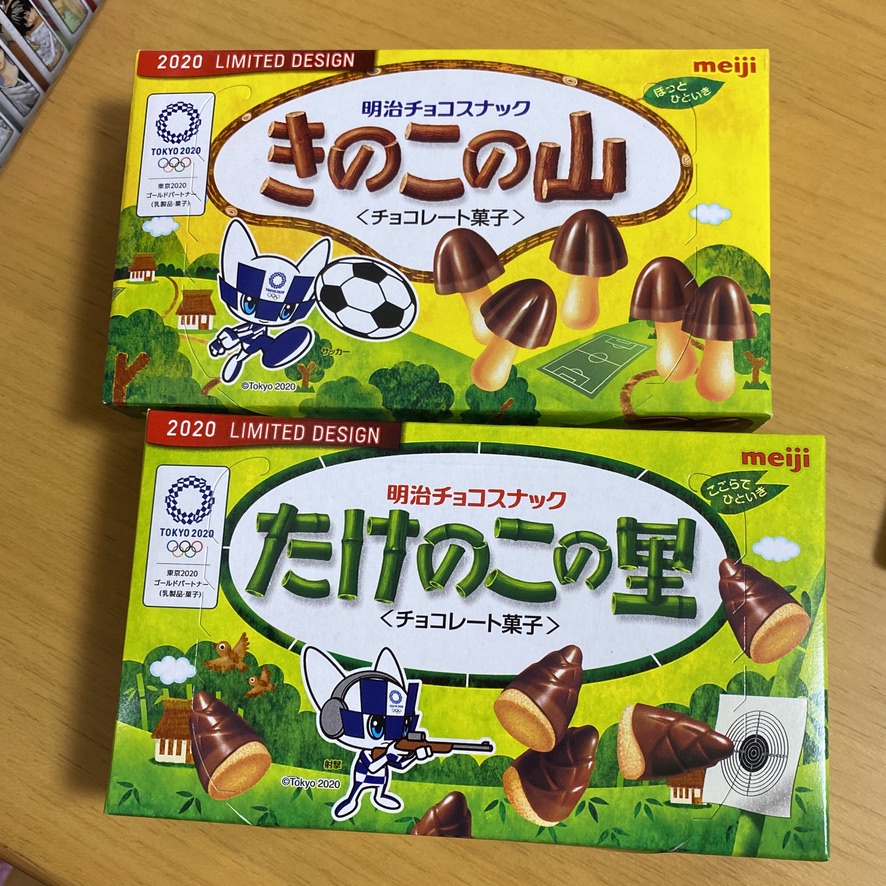 2020 LIMITED DESIGN
meiji
ほっと
ひといき
TOKYO 2020
東京2020
ゴールドパートナー
(乳製品・菓子)
明治チョコスナック
きのこの山
<チョコレート菓子>
サッカー
©Tokyo 2020
2020 LIMITED DESIGN
meiji
ここらで
ひといき
TOKYO 2020
東京2020
ゴールドパートナー
(乳製品・菓子)
明治チョコスナック
たけのこの里
<チョコレート菓子>
射撃
©Tokyo 2020